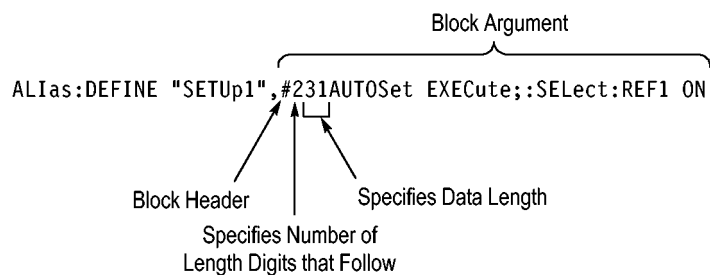 Block Argument
ALIas:DEFINE "SETUp1",#231AUTOSet EXECute;:SELect:REF1 ON
Block Header
Specifies Data Length
Specifies Number of
Length Digits that Follow